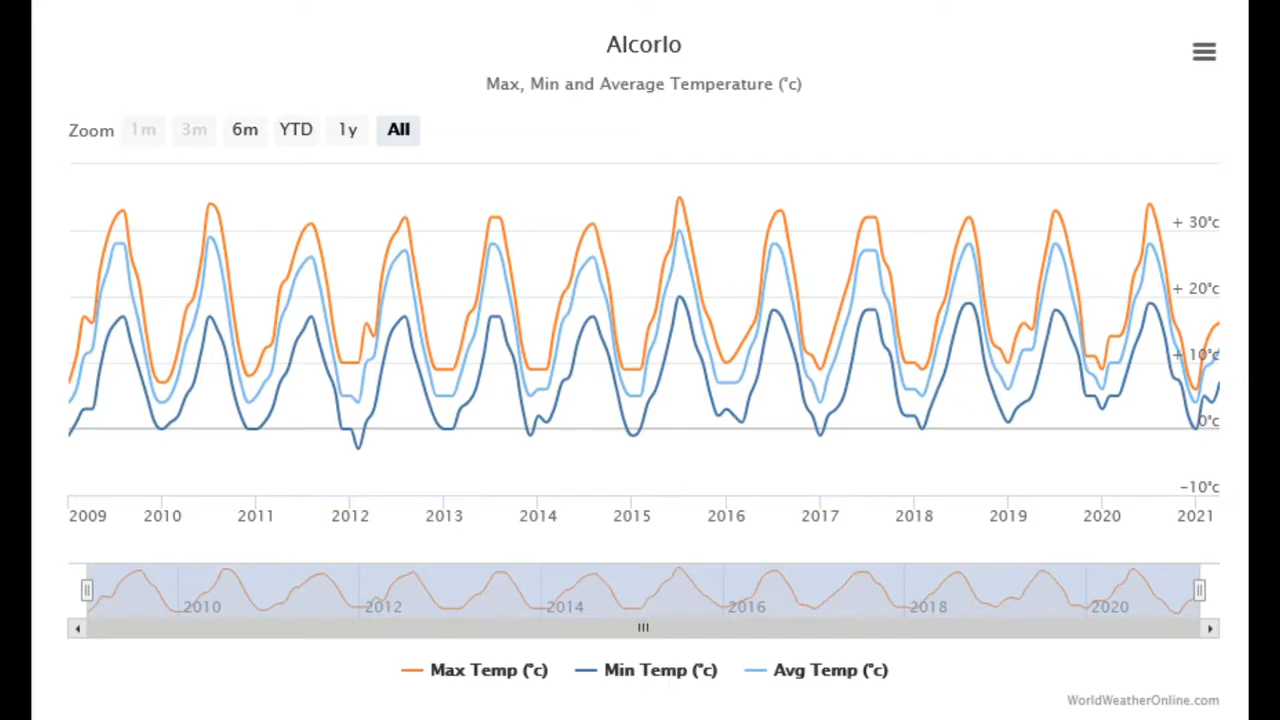 Alcorlo
Max, Min and Average Temperature (°c)
Zoom 1m 3m 6m YTD 1y All
+ 30°c
+ 20°c
+ 10°c
0°c
−10°c
2009 2010 2011 2012 2013 2014 2015 2016 2017 2018 2019 2020 2021
2010 2012 2014 2016 2018 2020
Max Temp (°c) Min Temp (°c) Avg Temp (°c)
WorldWeatherOnline.com